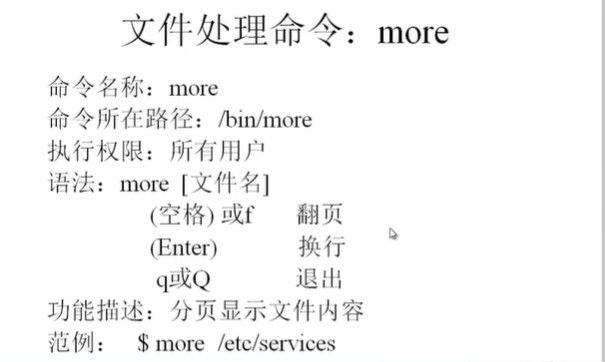 文件处理命令：more
命令名称：more
命令所在路径：/bin/more
执行权限：所有用户
语法：more [文件名]
(空格) 或f 翻页
(Enter) 换行
q或Q 退出
功能描述：分页显示文件内容
范例： $ more /etc/services